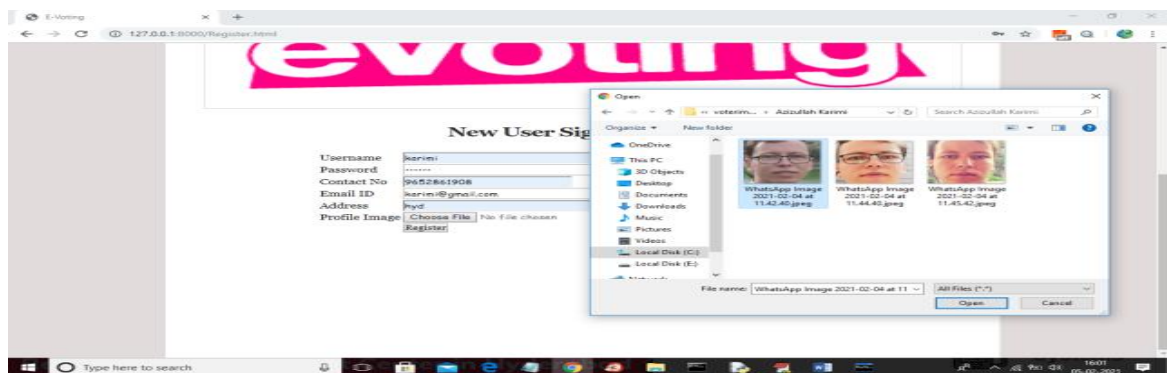 E-Voting
127.0.0.1:8000/Register.html
evoting
New User Sig
Username karimi
Password ······
Contact No 9652861908
Email ID karimi@gmail.com
Address hyd
Profile Image Choose File No file chosen
Register
Open
voterim... › Azizullah Karimi
Search Azizullah Karimi
Organize New folder
OneDrive
This PC
3D Objects
Desktop
Documents
Downloads
Music
Pictures
Videos
Local Disk (C:)
Local Disk (E:)
WhatsApp Image 2021-02-04 at 11.42.40.jpeg
WhatsApp Image 2021-02-04 at 11.44.40.jpeg
WhatsApp Image 2021-02-04 at 11.45.42.jpeg
File name: WhatsApp Image 2021-02-04 at 11
All Files (*.*)
Open Cancel
Type here to search
16:01
05-02-2021